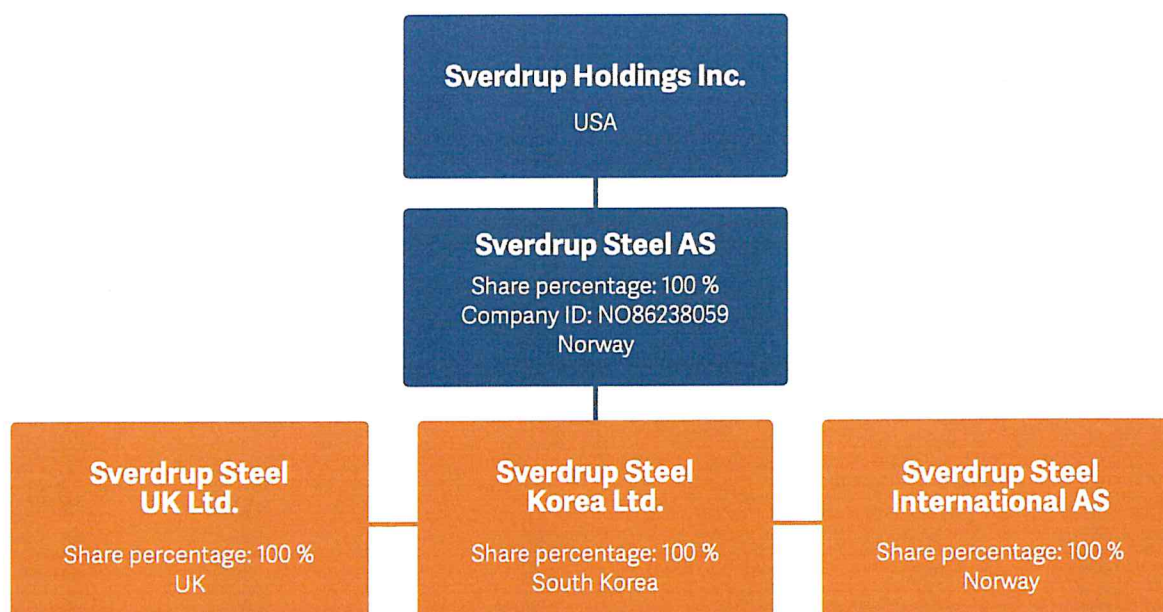 Sverdrup Holdings Inc.
USA
Sverdrup Steel AS
Share percentage: 100 %
Company ID: NO86238059
Norway
Sverdrup Steel
UK Ltd.
Share percentage: 100 %
UK
Sverdrup Steel
Korea Ltd.
Share percentage: 100 %
South Korea
Sverdrup Steel
International AS
Share percentage: 100 %
Norway